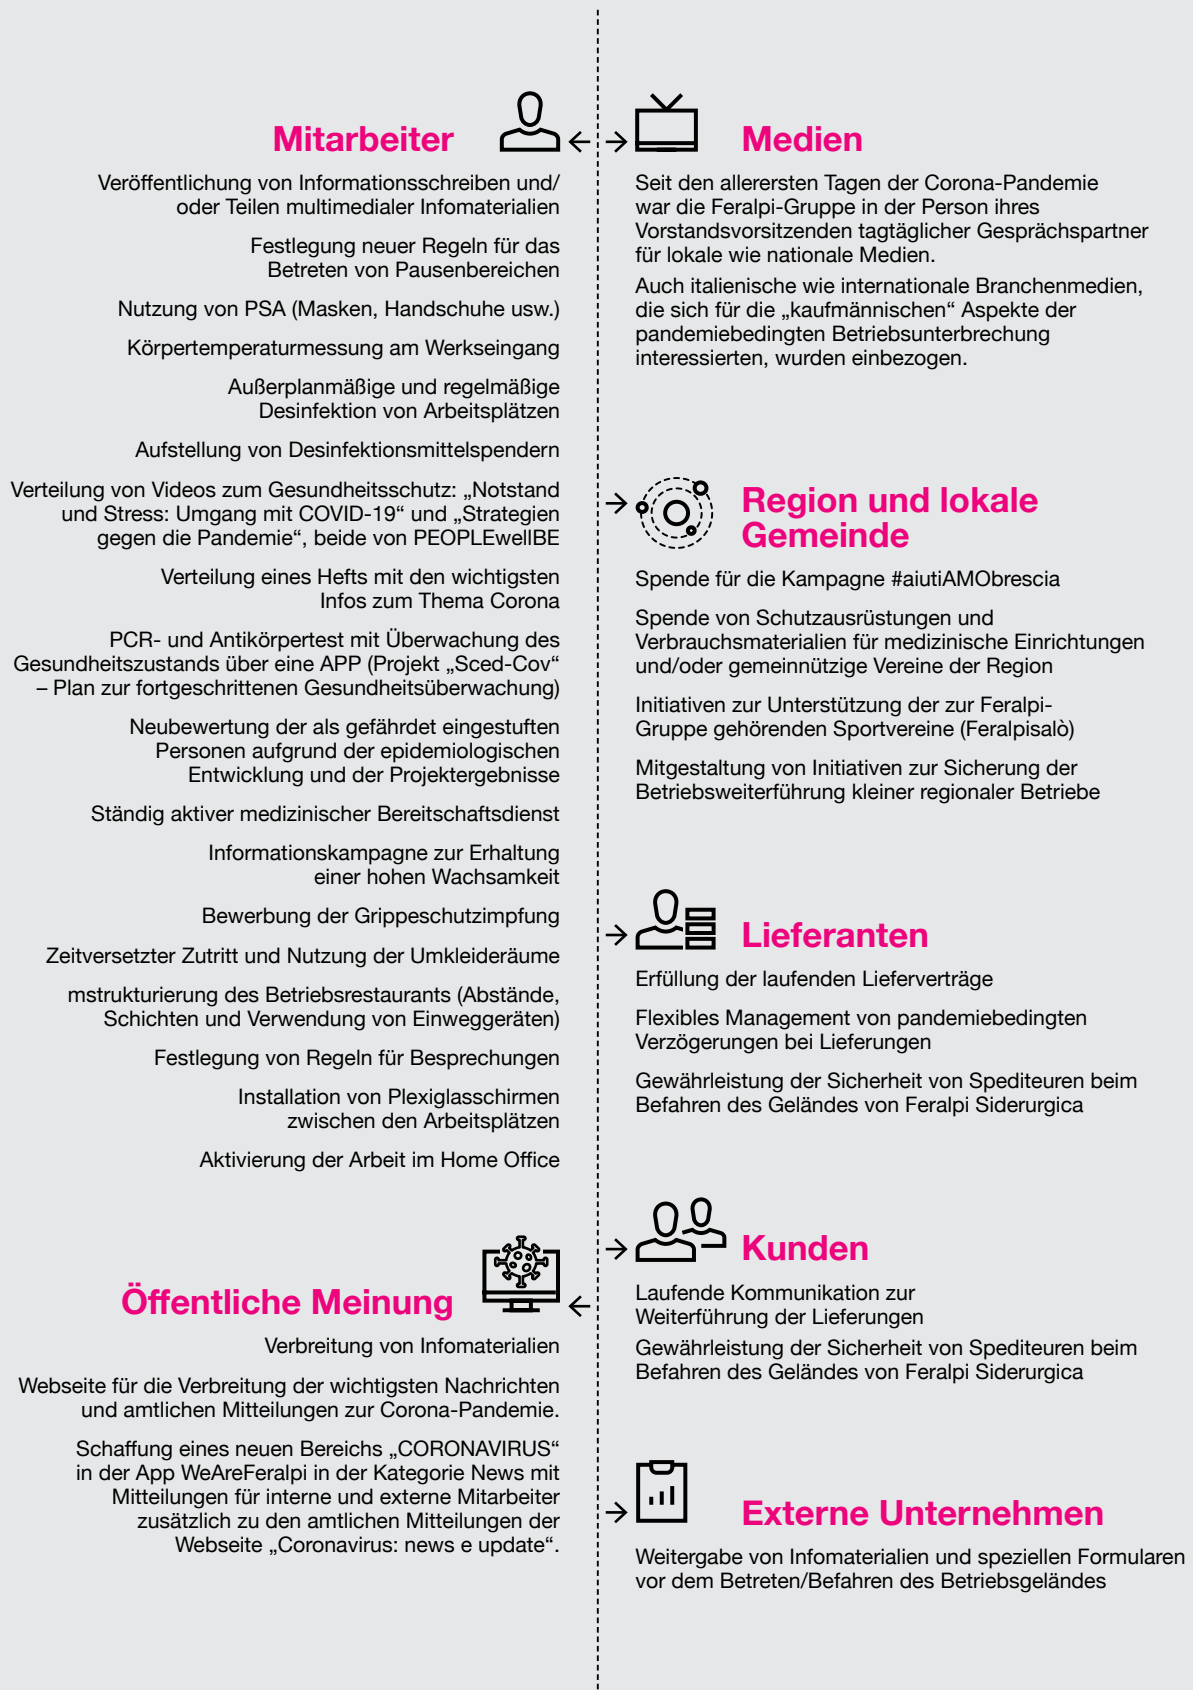 Mitarbeiter
Veröffentlichung von Informationsschreiben und/
oder Teilen multimedialer Infomaterialien
Festlegung neuer Regeln für das
Betreten von Pausenbereichen
Nutzung von PSA (Masken, Handschuhe usw.)
Körpertemperaturmessung am Werkseingang
Außerplanmäßige und regelmäßige
Desinfektion von Arbeitsplätzen
Aufstellung von Desinfektionsmittelspendern
Verteilung von Videos zum Gesundheitsschutz: „Notstand
und Stress: Umgang mit COVID-19“ und „Strategien
gegen die Pandemie“, beide von PEOPLEwellBE
Verteilung eines Hefts mit den wichtigsten
Infos zum Thema Corona
PCR- und Antikörpertest mit Überwachung des
Gesundheitszustands über eine APP (Projekt „Sced-Cov“
– Plan zur fortgeschrittenen Gesundheitsüberwachung)
Neubewertung der als gefährdet eingestuften
Personen aufgrund der epidemiologischen
Entwicklung und der Projektergebnisse
Ständig aktiver medizinischer Bereitschaftsdienst
Informationskampagne zur Erhaltung
einer hohen Wachsamkeit
Bewerbung der Grippeschutzimpfung
Zeitversetzter Zutritt und Nutzung der Umkleideräume
mstrukturierung des Betriebsrestaurants (Abstände,
Schichten und Verwendung von Einweggeräten)
Festlegung von Regeln für Besprechungen
Installation von Plexiglasschirmen
zwischen den Arbeitsplätzen
Aktivierung der Arbeit im Home Office
Öffentliche Meinung
Verbreitung von Infomaterialien
Webseite für die Verbreitung der wichtigsten Nachrichten
und amtlichen Mitteilungen zur Corona-Pandemie.
Schaffung eines neuen Bereichs „CORONAVIRUS“
in der App WeAreFeralpi in der Kategorie News mit
Mitteilungen für interne und externe Mitarbeiter
zusätzlich zu den amtlichen Mitteilungen der
Webseite „Coronavirus: news e update“.
Medien
Seit den allerersten Tagen der Corona-Pandemie
war die Feralpi-Gruppe in der Person ihres
Vorstandsvorsitzenden tagtäglicher Gesprächspartner
für lokale wie nationale Medien.
Auch italienische wie internationale Branchenmedien,
die sich für die „kaufmännischen“ Aspekte der
pandemiebedingten Betriebsunterbrechung
interessierten, wurden einbezogen.
Region und lokale
Gemeinde
Spende für die Kampagne #aiutiAMObrescia
Spende von Schutzausrüstungen und
Verbrauchsmaterialien für medizinische Einrichtungen
und/oder gemeinnützige Vereine der Region
Initiativen zur Unterstützung der zur Feralpi-
Gruppe gehörenden Sportvereine (Feralpisalò)
Mitgestaltung von Initiativen zur Sicherung der
Betriebsweiterführung kleiner regionaler Betriebe
Lieferanten
Erfüllung der laufenden Lieferverträge
Flexibles Management von pandemiebedingten
Verzögerungen bei Lieferungen
Gewährleistung der Sicherheit von Spediteuren beim
Befahren des Geländes von Feralpi Siderurgica
Kunden
Laufende Kommunikation zur
Weiterführung der Lieferungen
Gewährleistung der Sicherheit von Spediteuren beim
Befahren des Geländes von Feralpi Siderurgica
Externe Unternehmen
Weitergabe von Infomaterialien und speziellen Formularen
vor dem Betreten/Befahren des Betriebsgeländes